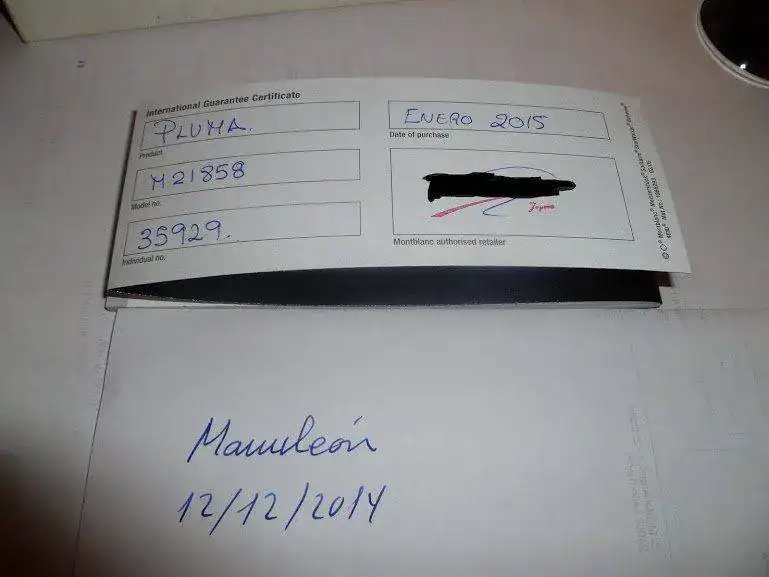 International Guarantee Certificate
PLUMA.
Product
M21858
Model no.
35929.
Individual no.
ENERO 2015
Date of purchase
Montblanc authorised retailer
Manuleón
12/12/2014